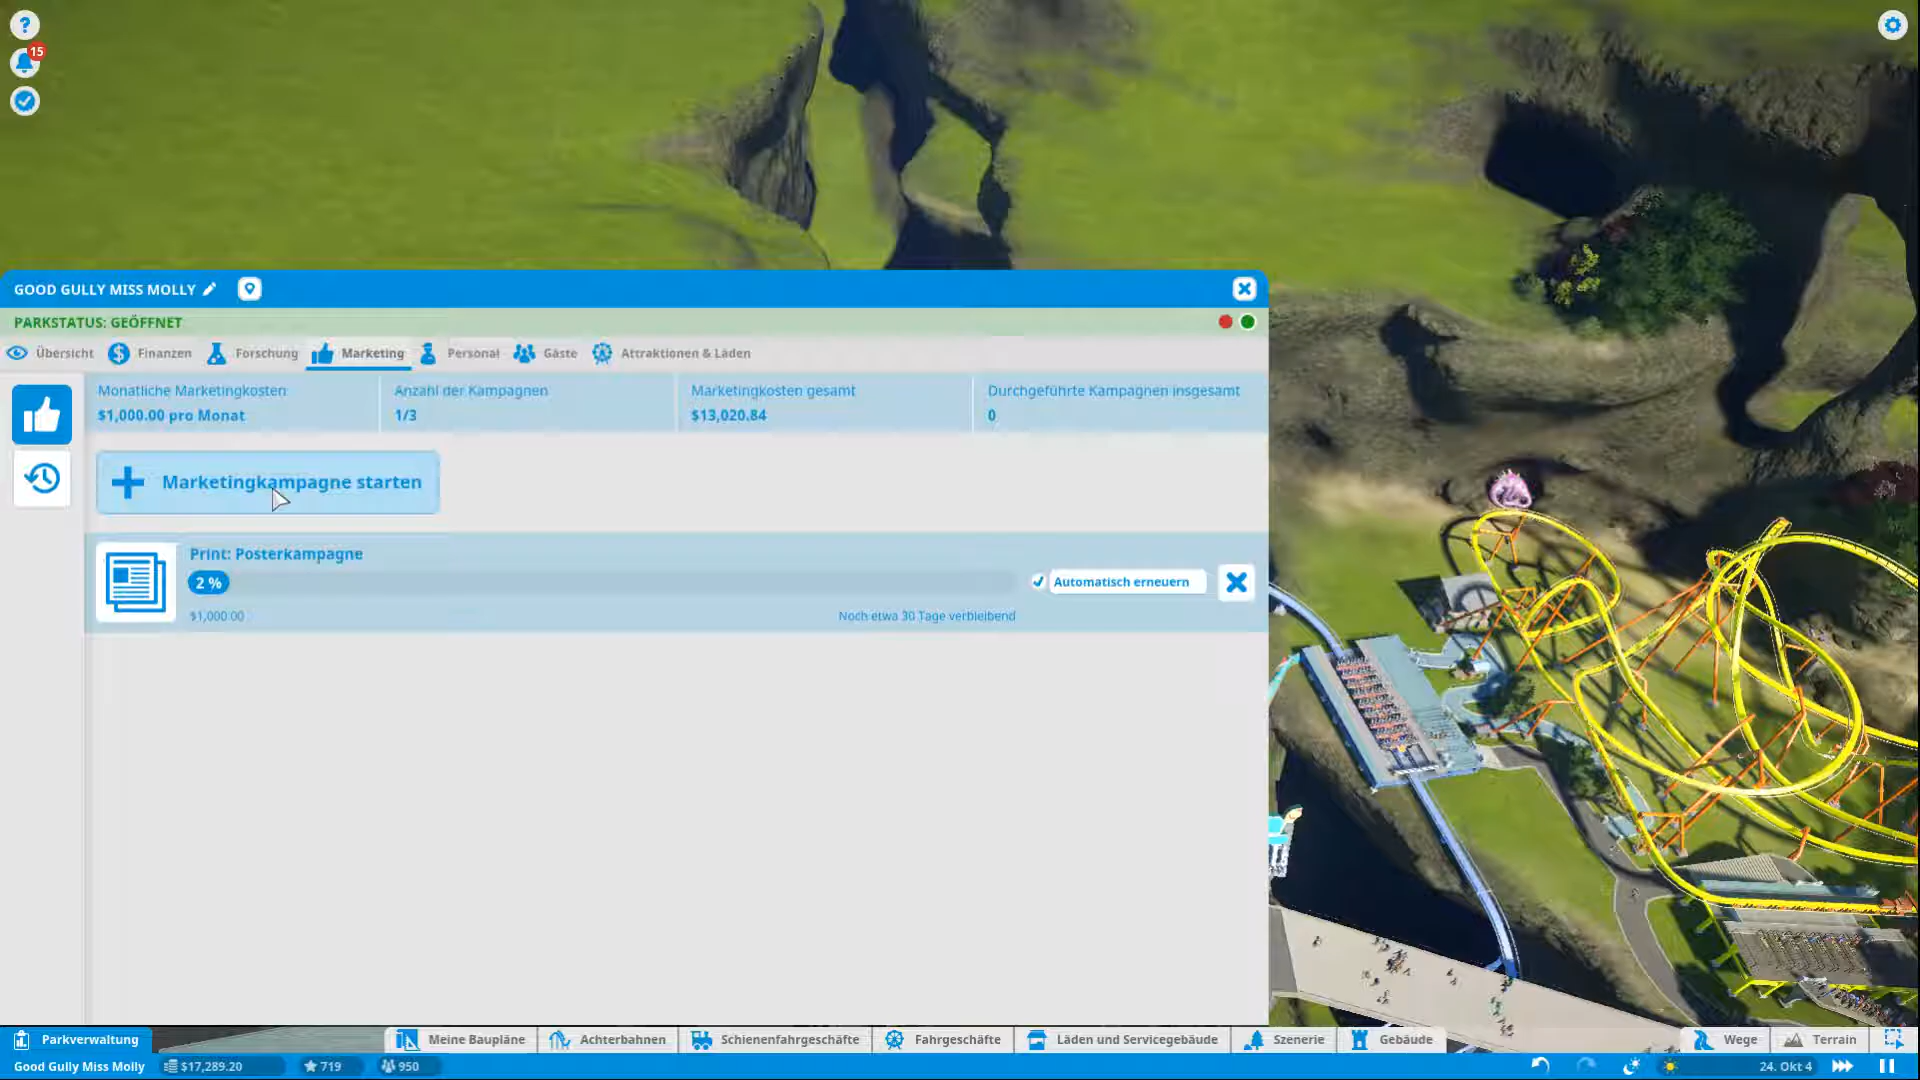 ?
15
GOOD GULLY MISS MOLLY
PARKSTATUS: GEÖFFNET
Übersicht
Finanzen
Forschung
Marketing
Personal
Gäste
Attraktionen & Läden
Monatliche Marketingkosten
$1,000.00 pro Monat
Anzahl der Kampagnen
1/3
Marketingkosten gesamt
$13,020.84
Durchgeführte Kampagnen insgesamt
0
Marketingkampagne starten
Print: Posterkampagne
2 %
Automatisch erneuern
$1,000.00
Noch etwa 30 Tage verbleibend
Parkverwaltung
Meine Baupläne
Achterbahnen
Schienenfahrgeschäfte
Fahrgeschäfte
Läden und Servicegebäude
Szenerie
Gebäude
Wege
Terrain
Good Gully Miss Molly
$17,289.20
719
950
24. Okt 4